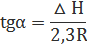 tgα = △ H / 2,3R